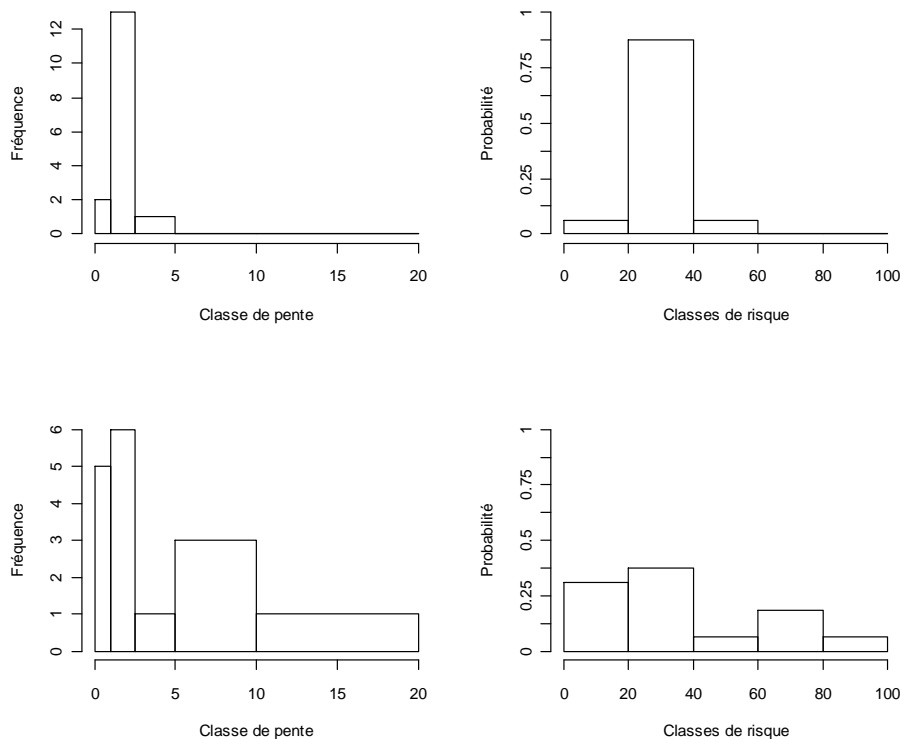 Fréquence
0 2 4 6 8 10 12
0 5 10 15 20
Classe de pente
Probabilité
0 0.25 0.5 0.75 1
0 20 40 60 80 100
Classes de risque
Fréquence
0 1 2 3 4 5 6
0 5 10 15 20
Classe de pente
Probabilité
0 0.25 0.5 0.75 1
0 20 40 60 80 100
Classes de risque